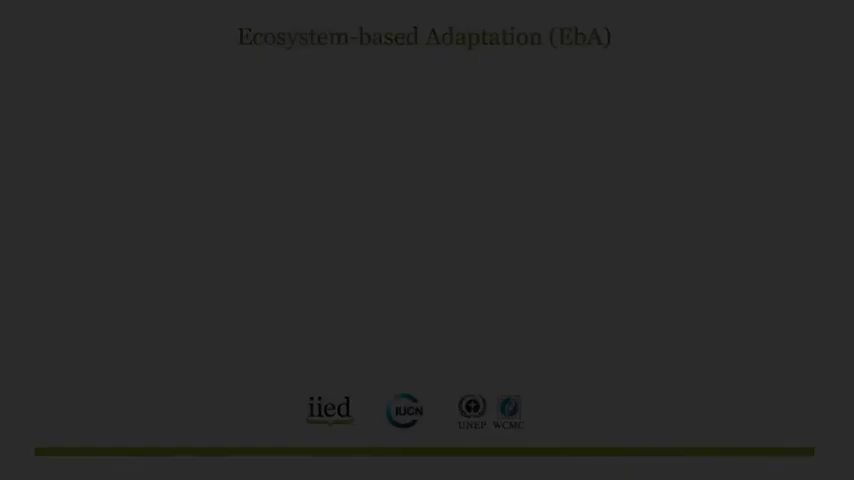 Ecosystem-based Adaptation (EbA)
iied
IUCN
UNEP WCMC